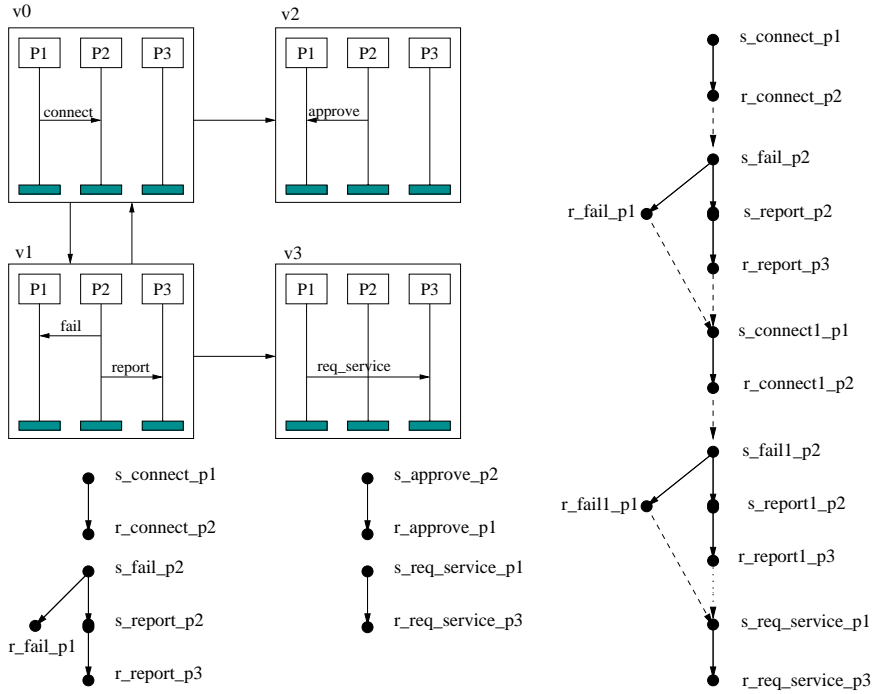 v0
P1 P2 P3
connect
v2
P1 P2 P3
approve
v1
P1 P2 P3
fail
report
v3
P1 P2 P3
req_service
s_connect_p1
r_connect_p2
s_fail_p2
r_fail_p1
s_report_p2
r_report_p3
s_approve_p2
r_approve_p1
s_req_service_p1
r_req_service_p3
s_connect_p1
r_connect_p2
s_fail_p2
r_fail_p1
s_report_p2
r_report_p3
s_connect1_p1
r_connect1_p2
s_fail1_p2
r_fail1_p1
s_report1_p2
r_report1_p3
s_req_service_p1
r_req_service_p3